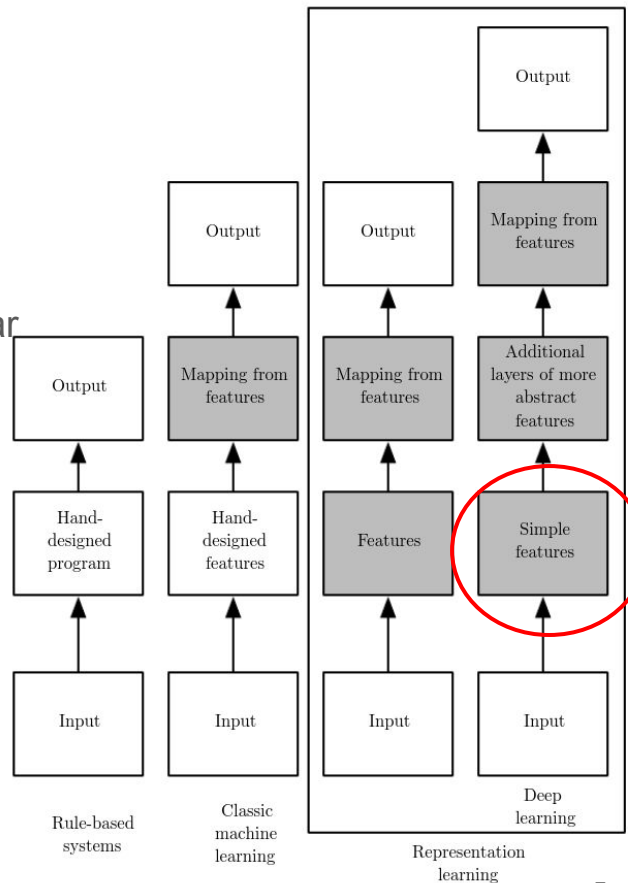 Output
Output
Output
Mapping from
features
ar
Output
Mapping from
features
Mapping from
features
Additional
layers of more
abstract
features
Hand-
designed
program
Hand-
designed
features
Features
Simple
features
Input
Input
Input
Input
Rule-based
systems
Classic
machine
learning
Representation
learning
Deep
learning